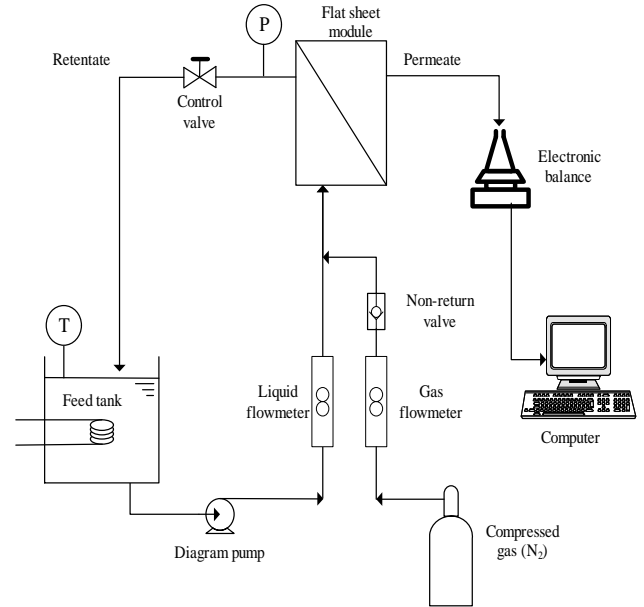 P
Flat sheet
module
Retentate
Permeate
Control
valve
Electronic
balance
Non-return
valve
T
Feed tank
Liquid
flowmeter
Gas
flowmeter
Computer
Diagram pump
Compressed
gas (N₂)